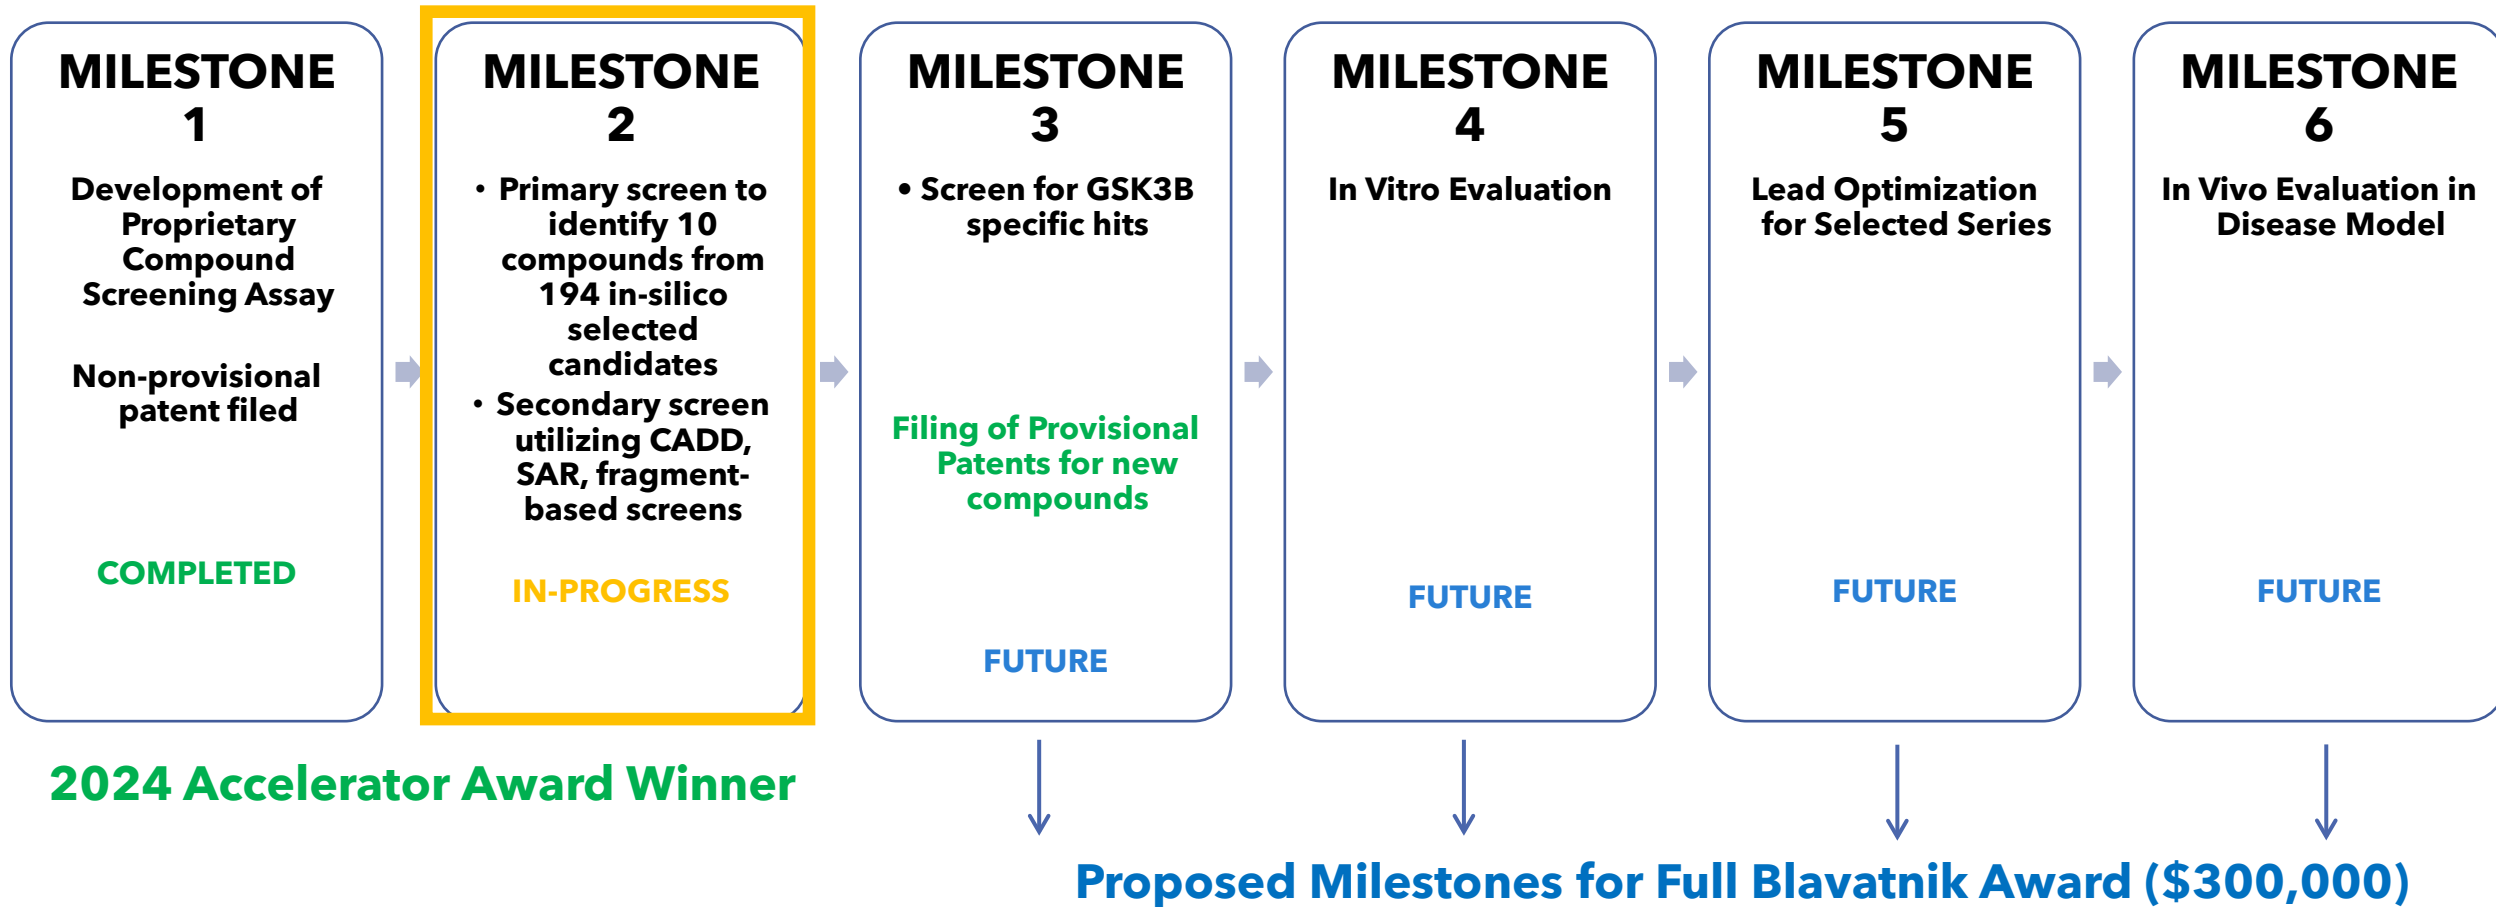 MILESTONE
1
Development of
Proprietary
Compound
Screening Assay
Non-provisional
patent filed
COMPLETED
MILESTONE
2
• Primary screen to
identify 10
compounds from
194 in-silico
selected
candidates
• Secondary screen
utilizing CADD,
SAR, fragment-
based screens
IN-PROGRESS
MILESTONE
3
• Screen for GSK3B
specific hits
Filing of Provisional
Patents for new
compounds
FUTURE
MILESTONE
4
In Vitro Evaluation
FUTURE
MILESTONE
5
Lead Optimization
for Selected Series
FUTURE
MILESTONE
6
In Vivo Evaluation in
Disease Model
FUTURE
2024 Accelerator Award Winner
Proposed Milestones for Full Blavatnik Award ($300,000)